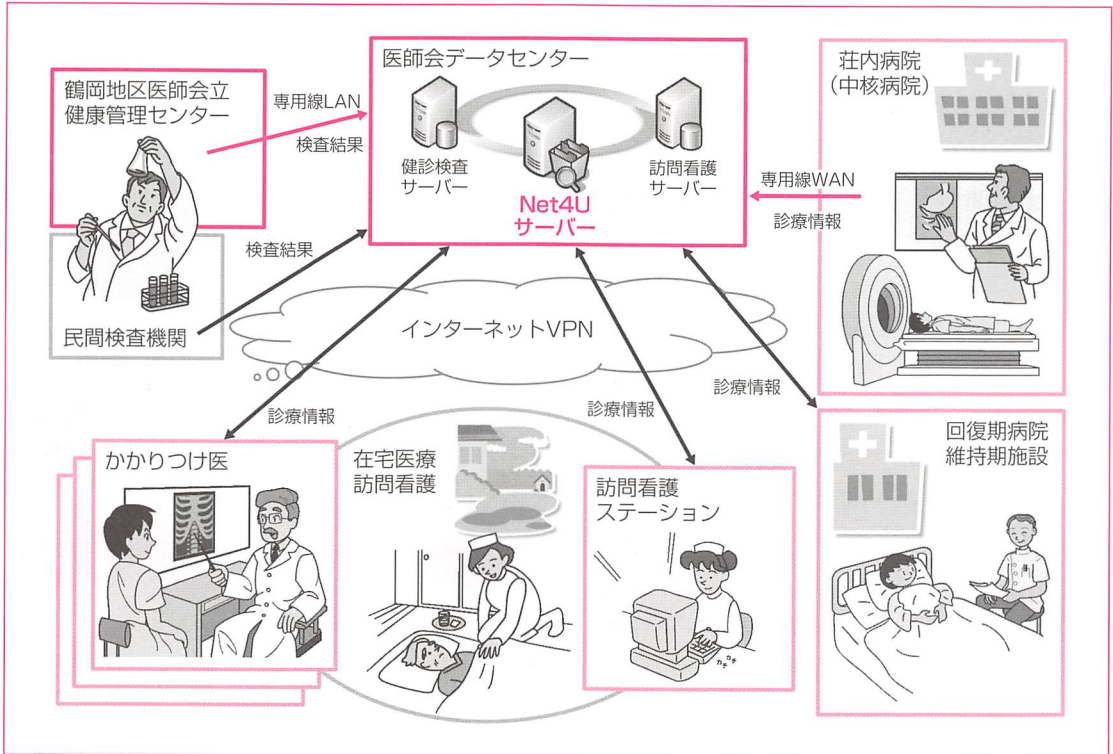 鶴岡地区医師会立
健康管理センター
民間検査機関
専用線LAN
検査結果
検査結果
医師会データセンター
健診検査
サーバー
Net4U
サーバー
訪問看護
サーバー
専用線WAN
診療情報
荘内病院
(中核病院)
インターネットVPN
診療情報
診療情報
診療情報
かかりつけ医
在宅医療
訪問看護
訪問看護
ステーション
カチ
カチ
回復期病院
維持期施設